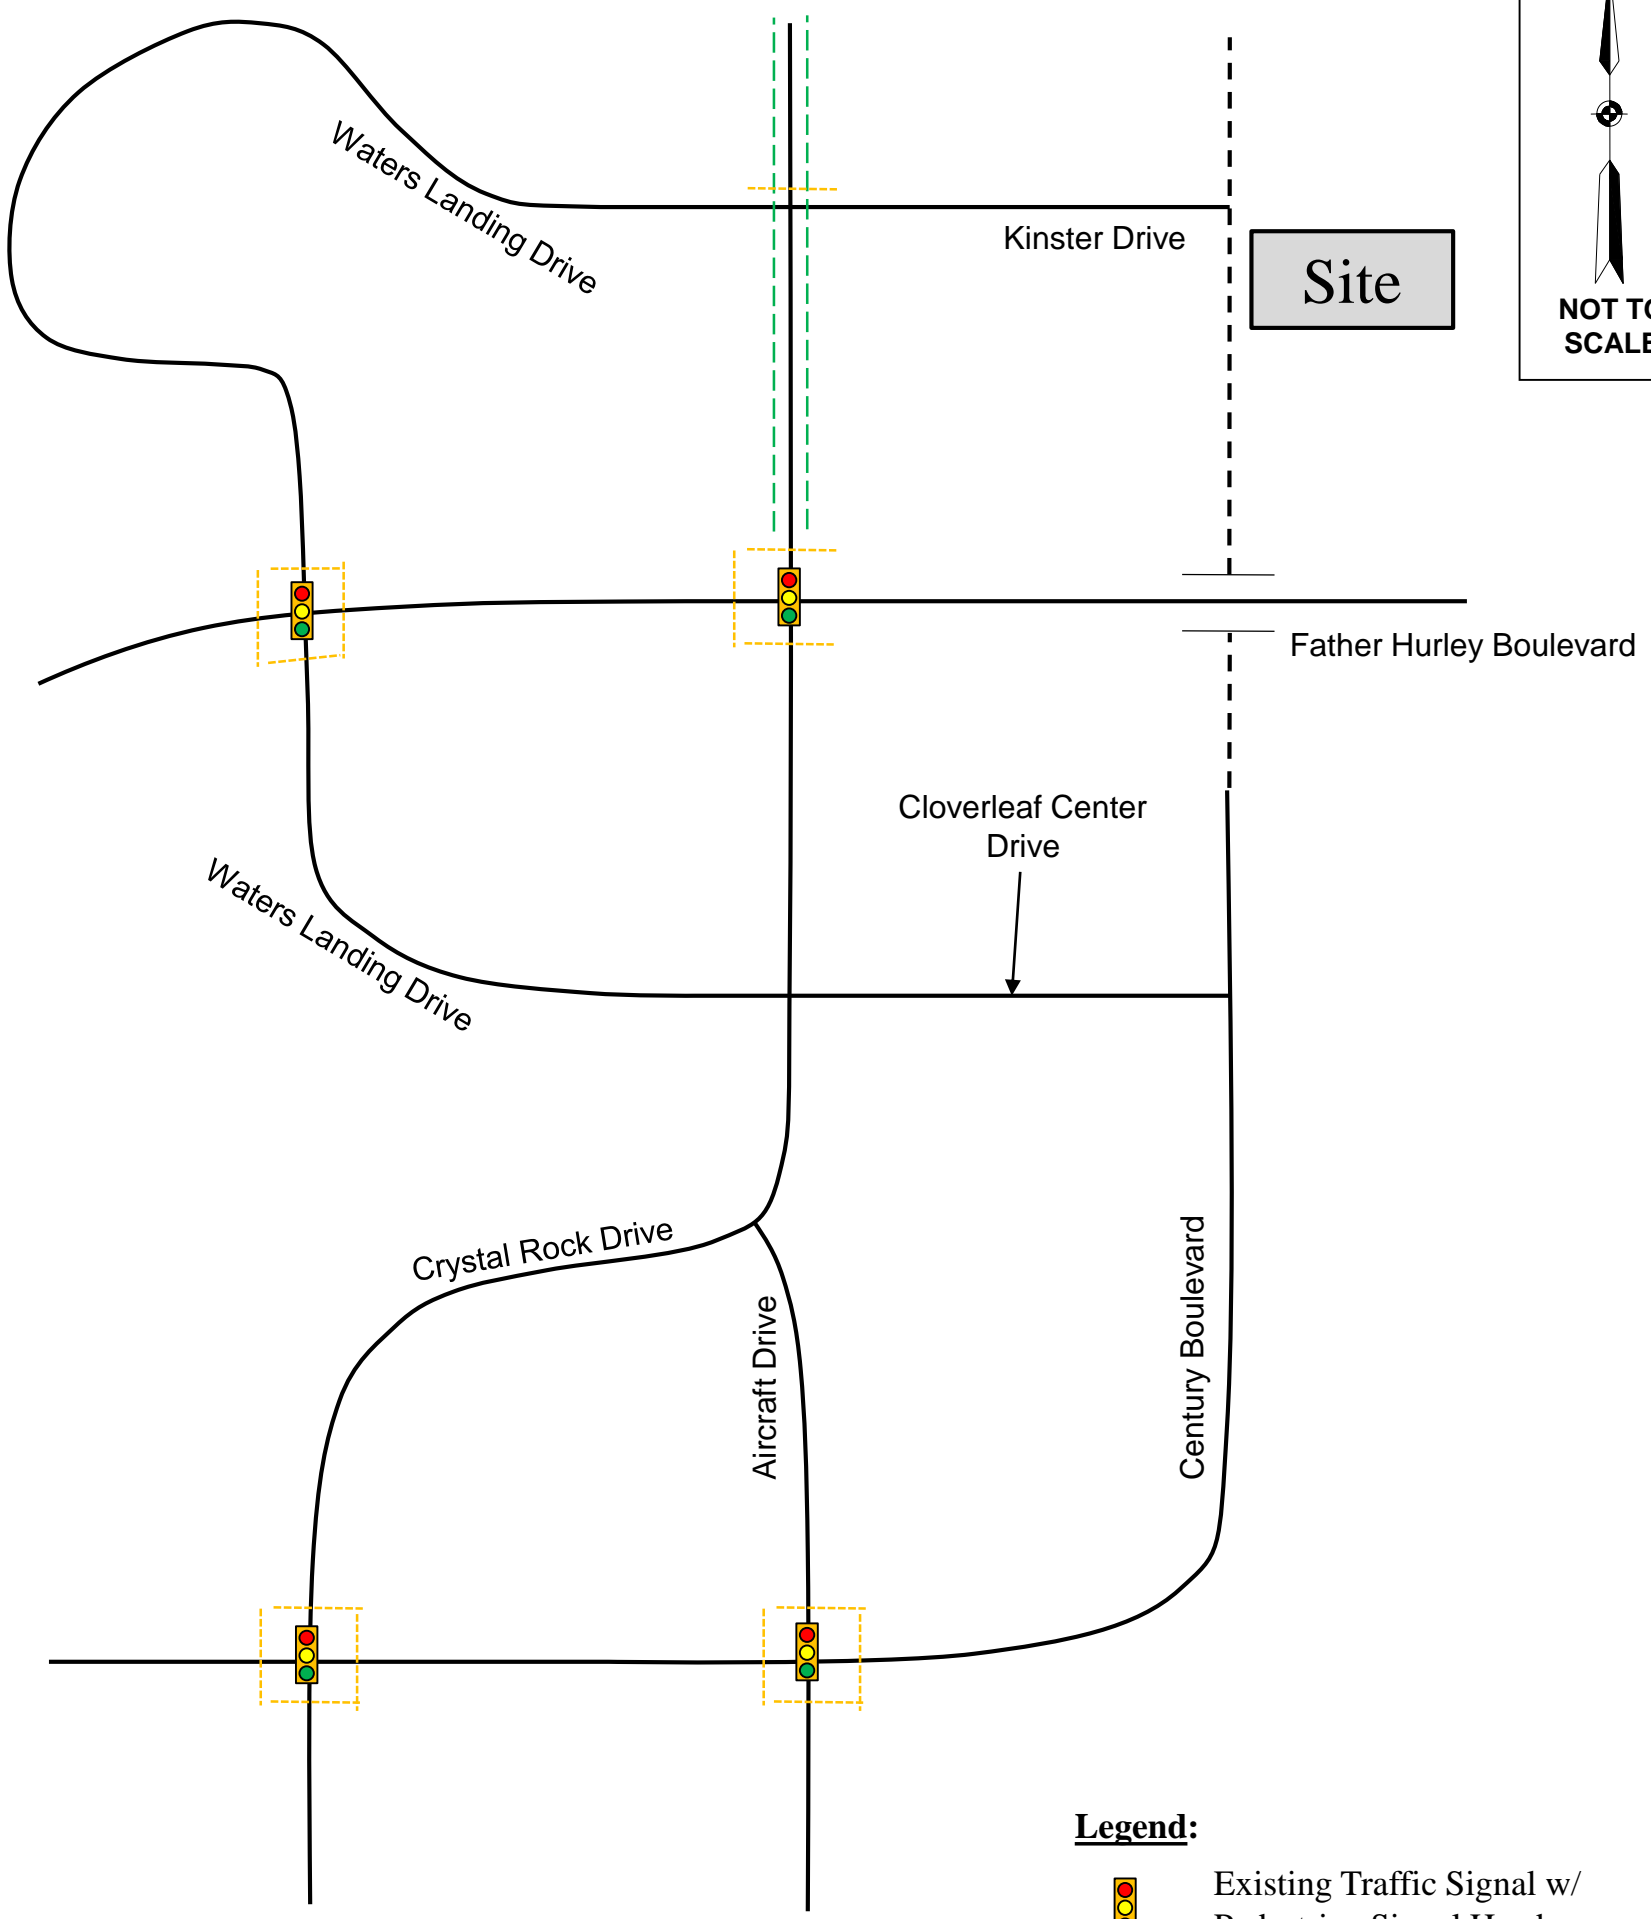 Waters Landing Drive
Kinster Drive
Site
NOT TO
SCALE
Father Hurley Boulevard
Cloverleaf Center
Drive
Waters Landing Drive
Crystal Rock Drive
Aircraft Drive
Century Boulevard
Legend:
Existing Traffic Signal w/